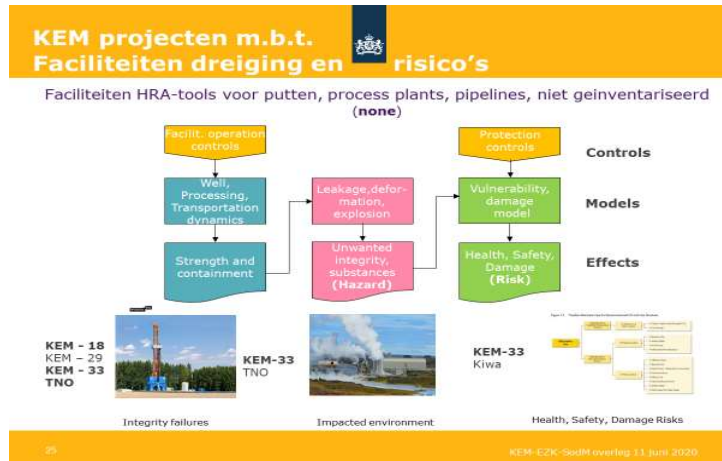 KEM projecten m.b.t.
Faciliteiten dreiging en risico's
Faciliteiten HRA-tools voor putten, process plants, pipelines, niet geinventariseerd
(none)
Facilit. operation
controls
Protection
controls
Controls
Well,
Processing,
Transportation
dynamics
Leakage,defor-
mation,
explosion
Vulnerability,
damage
model
Models
Strength and
containment
Unwanted
integrity,
substances
(Hazard)
Health, Safety,
Damage
(Risk)
Effects
KEM - 18
KEM - 29
KEM - 33
TNO
KEM-33
TNO
KEM-33
Kiwa
Integrity failures
Impacted environment
Health, Safety, Damage Risks
25
KEM-EZK-SodM overleg 11 juni 2020